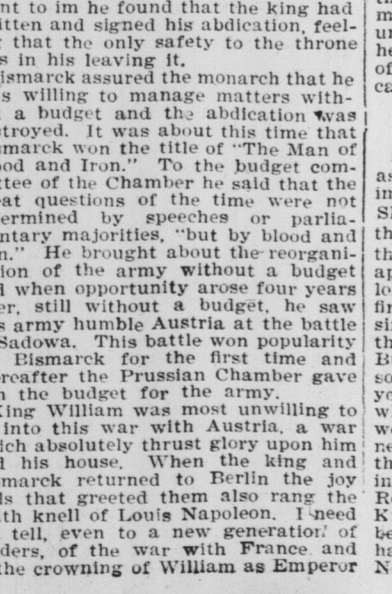 nt to im he found that the king had
itten and signed his abdication, feel-
that the only safety to the throne
s in his leaving it.
ismarck assured the monarch that he
s willing to manage matters with-
a budget and the abdication was
troyed. It was about this time that
smarck won the title of "The Man of
ood and Iron." To the budget com-
ttee of the Chamber he said that the
eat questions of the time were not
ermined by speeches or parlia-
ntary majorities, "but by blood and
n." He brought about the reorgani-
ion of the army without a budget
d when opportunity arose four years
er, still without a budget, he saw
s army humble Austria at the battle
Sadowa. This battle won popularity
Bismarck for the first time and
ereafter the Prussian Chamber gave
n the budget for the army.
King William was most unwilling to
into this war with Austria, a war
ich absolutely thrust glory upon him
d his house. When the king and
smarck returned to Berlin the joy
ls that greeted them also rang the
th knell of Louis Napoleon. I need
tell, even to a new generation of
ders, of the war with France and
the crowning of William as Emperor